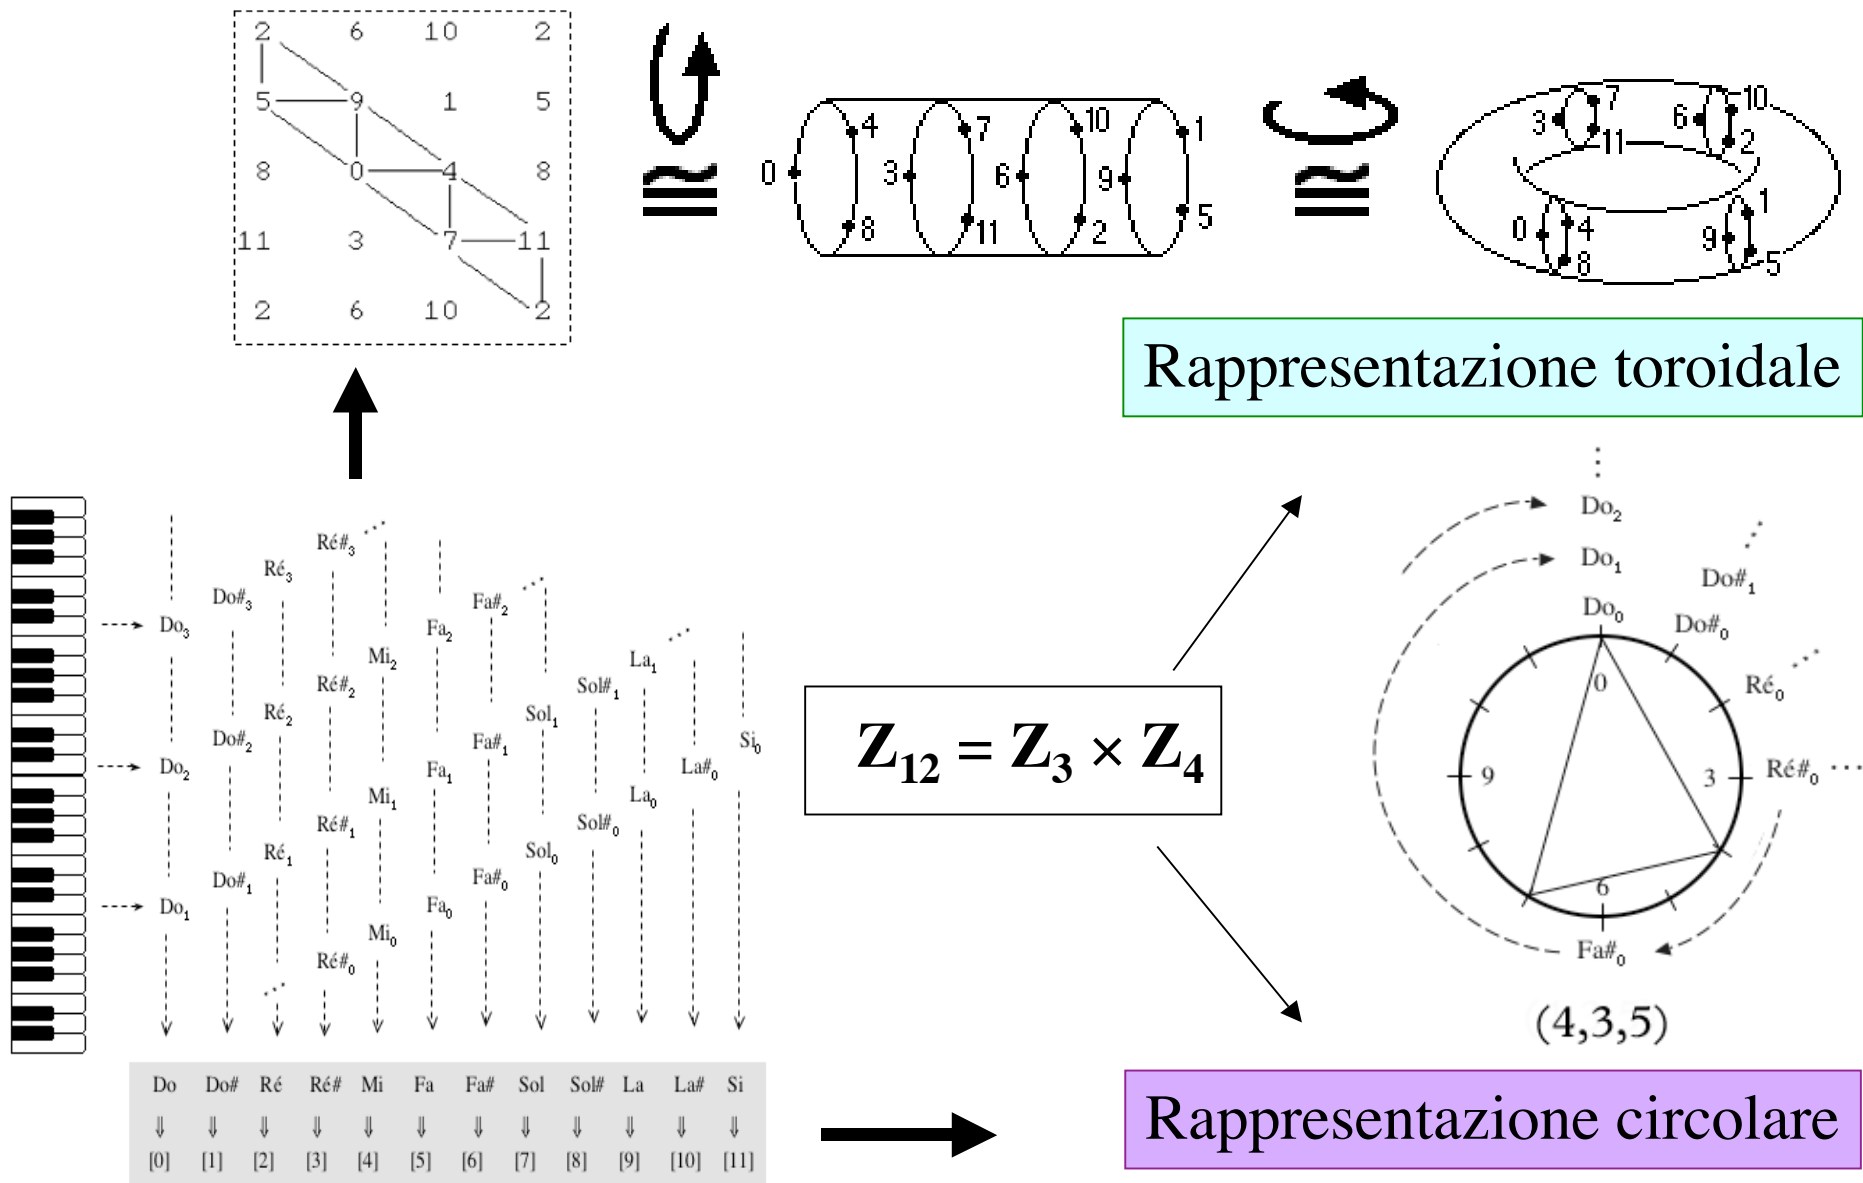 2 6 10 2
5 9 1 5
8 0 4 8
11 3 7 11
2 6 10 2
≅
0 4 8 3 7 11 6 10 2 9 1 5
≅
3 7 11 6 10 2
0 4 8 9 1 5
Rappresentazione toroidale
Do₃ Do₂ Do₁
Do#₃ Do#₂ Do#₁
Ré₃ Ré₂ Ré₁
Ré#₃ Ré#₂ Ré#₁ Ré#₀
Mi₂ Mi₁ Mi₀
Fa₂ Fa₁ Fa₀
Fa#₂ Fa#₁ Fa#₀
Sol₁ Sol₀
Sol#₁ Sol#₀
La₁ La₀
La#₀
Si₀
Do Do# Ré Ré# Mi Fa Fa# Sol Sol# La La# Si
⇓ ⇓ ⇓ ⇓ ⇓ ⇓ ⇓ ⇓ ⇓ ⇓ ⇓ ⇓
[0] [1] [2] [3] [4] [5] [6] [7] [8] [9] [10] [11]
Z₁₂ = Z₃ × Z₄
Do₂
Do₁
Do#₁
Do₀
Do#₀
Ré₀
0
9 3 Ré#₀ ...
6
Fa#₀
(4,3,5)
Rappresentazione circolare